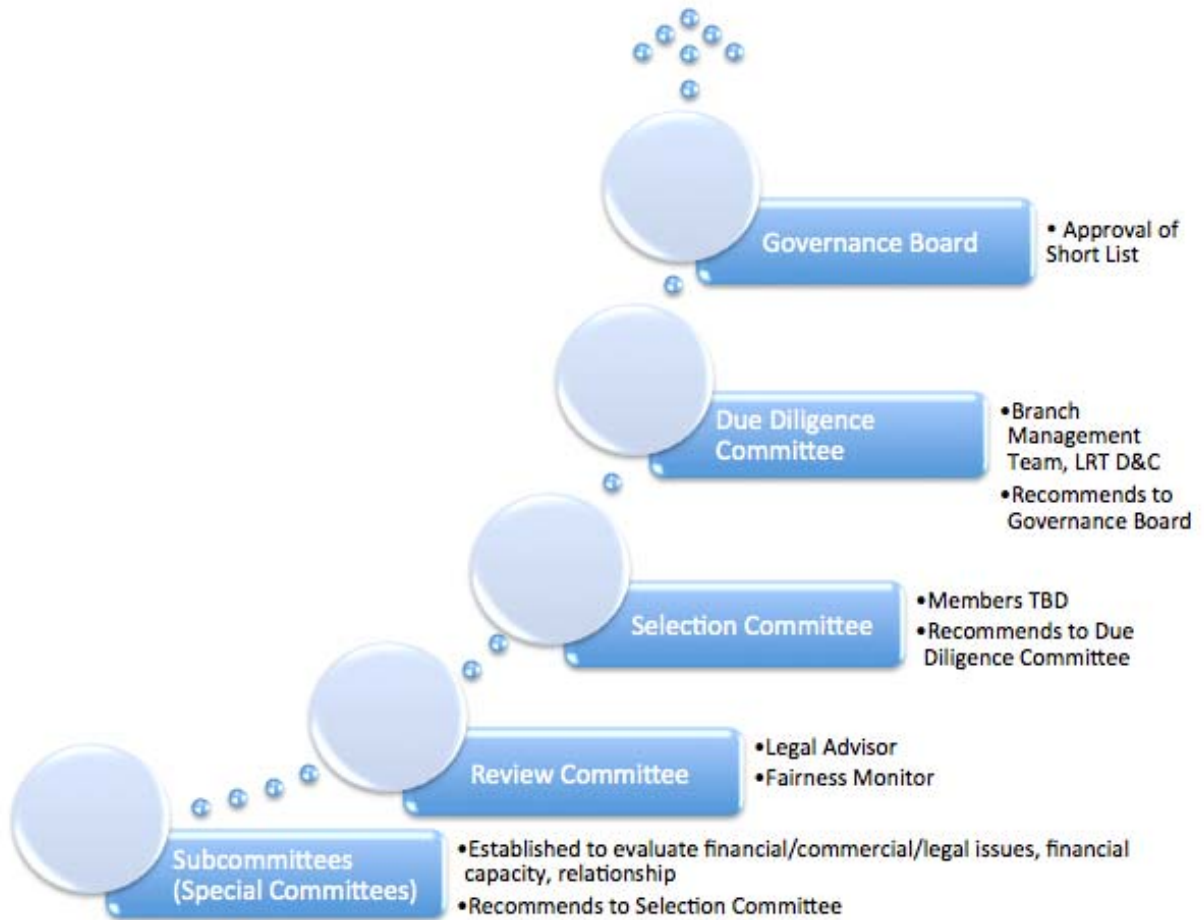 Governance Board
• Approval of
Short List
Due Diligence
Committee
•Branch
Management
Team, LRT D&C
•Recommends to
Governance Board
Selection Committee
•Members TBD
•Recommends to Due
Diligence Committee
Review Committee
•Legal Advisor
•Fairness Monitor
Subcommittees
(Special Committees)
•Established to evaluate financial/commercial/legal issues, financial
capacity, relationship
•Recommends to Selection Committee